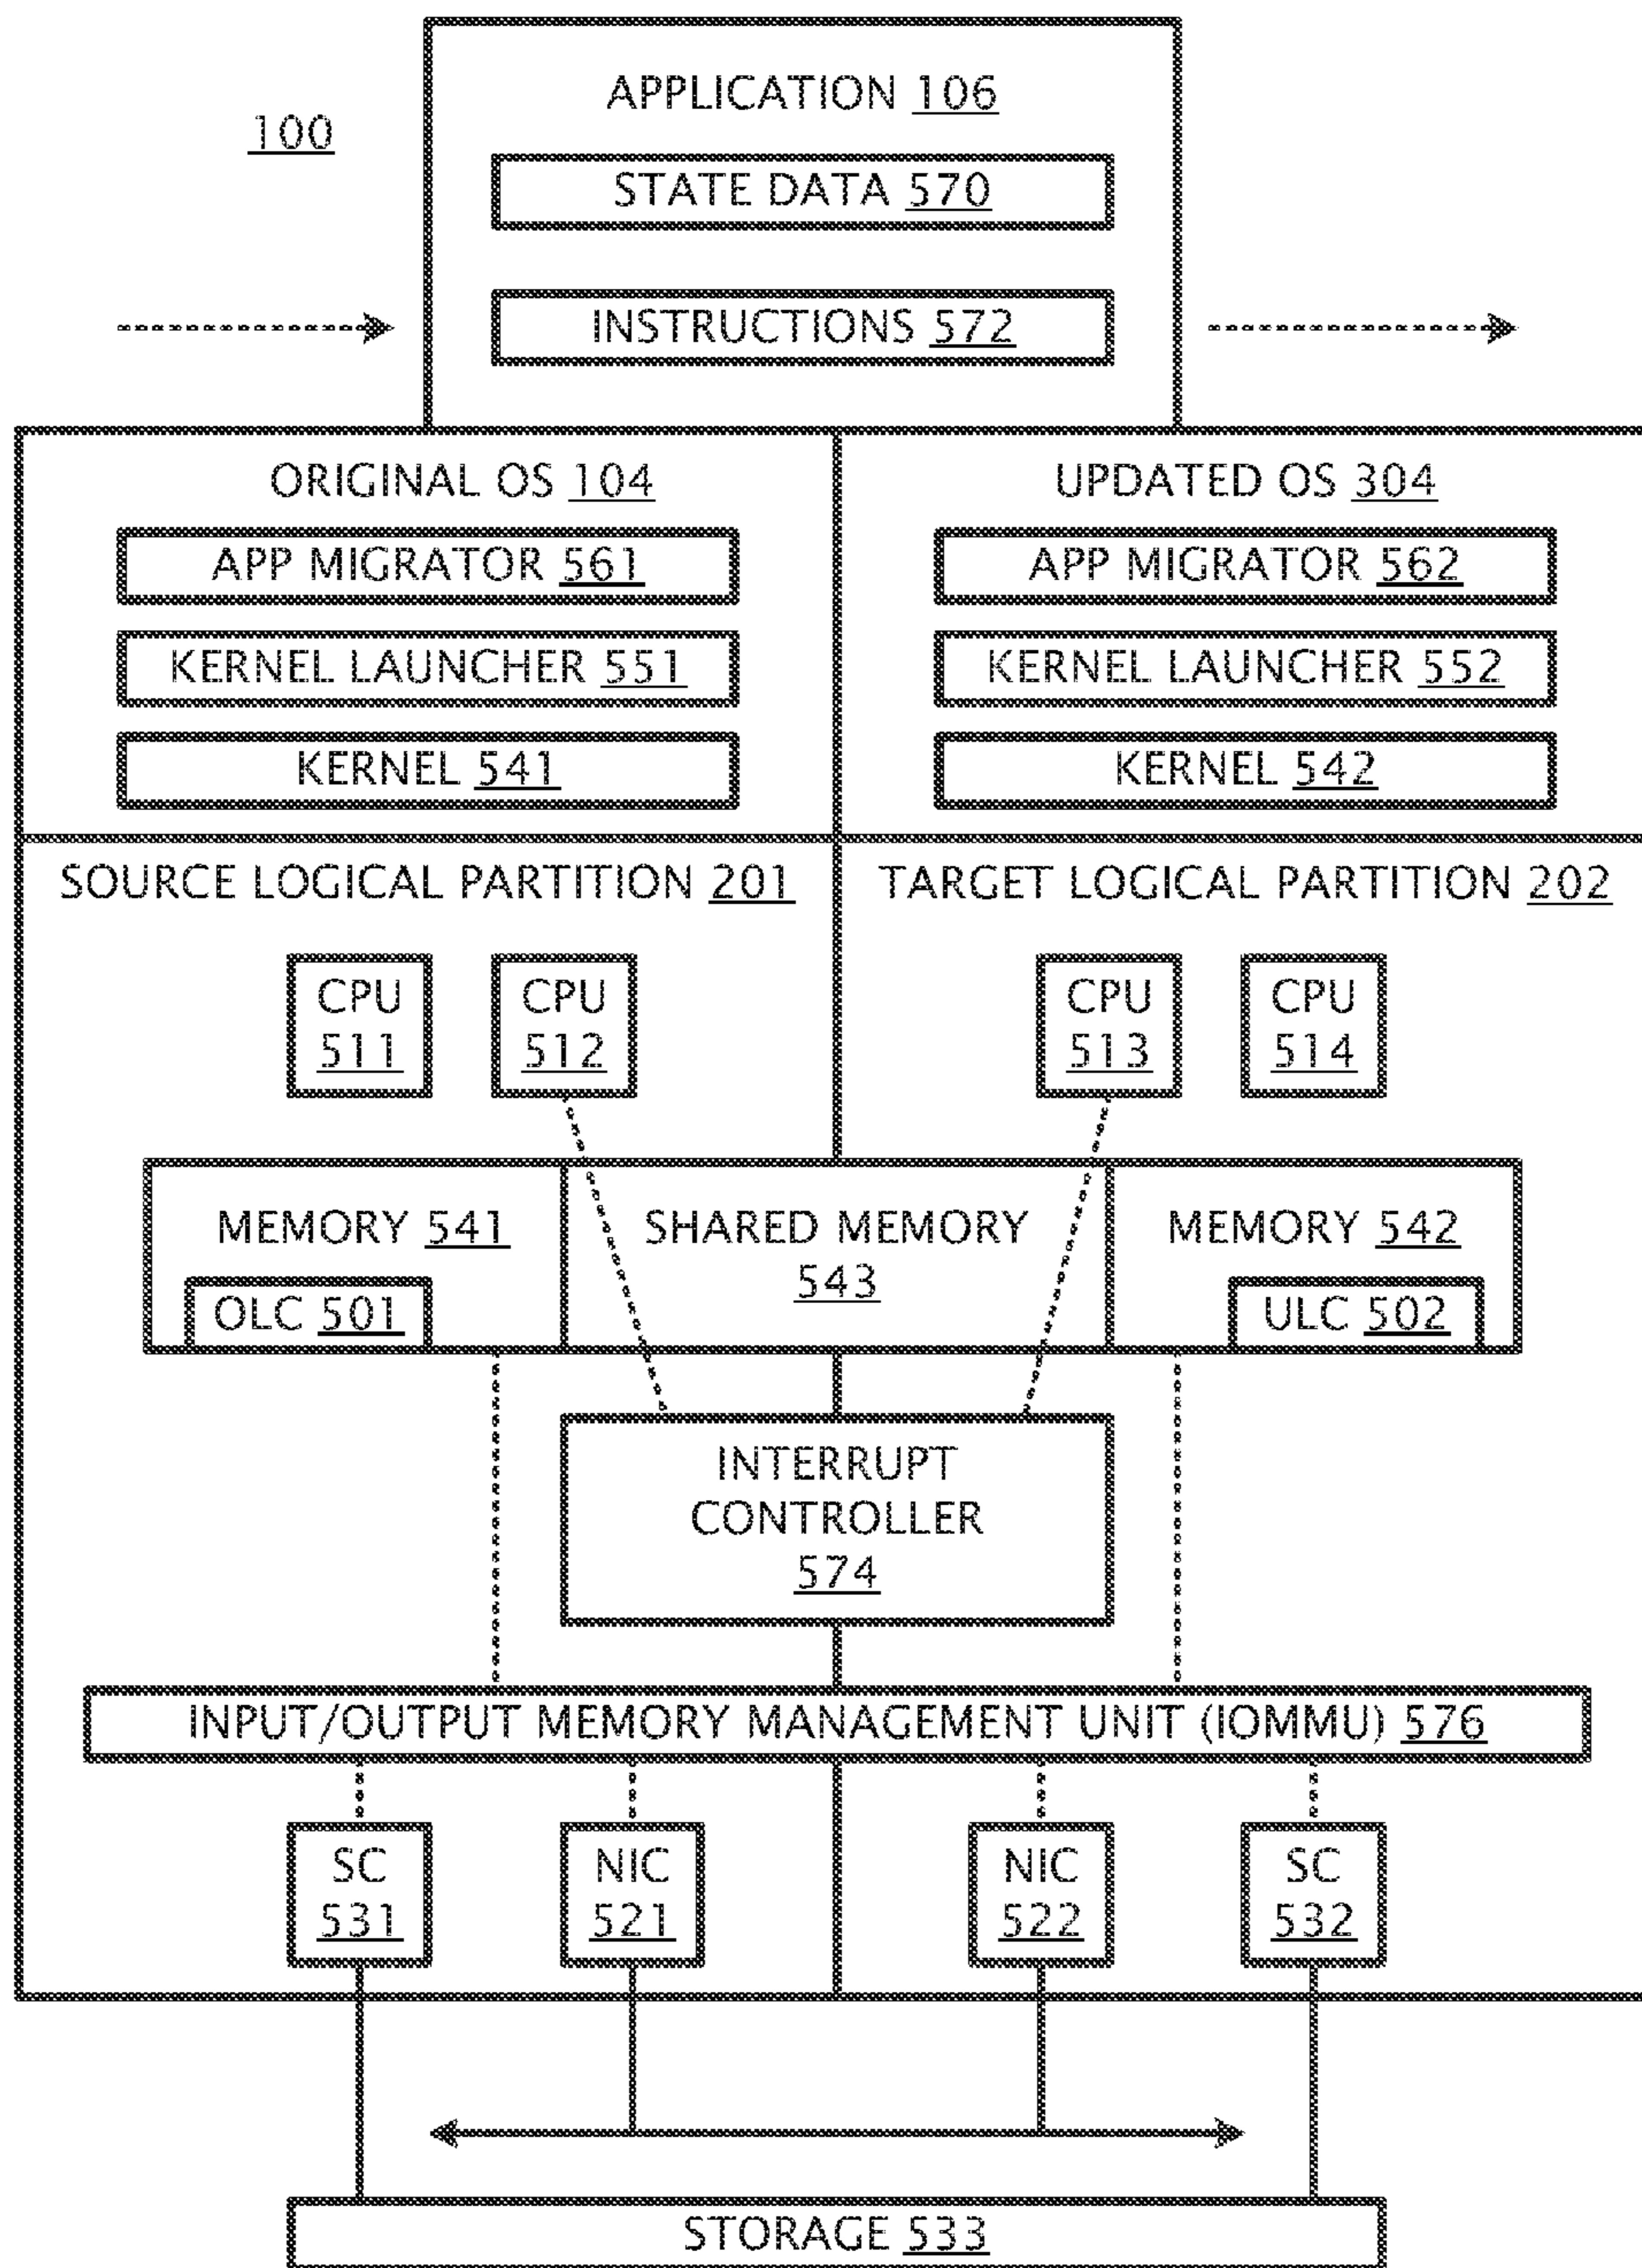 APPLICATION 106
100
STATE DATA 570
INSTRUCTIONS 572
ORIGINAL OS 104
APP MIGRATOR 561
KERNEL LAUNCHER 551
KERNEL 541
UPDATED OS 304
APP MIGRATOR 562
KERNEL LAUNCHER 552
KERNEL 542
SOURCE LOGICAL PARTITION 201
TARGET LOGICAL PARTITION 202
CPU
511
CPU
512
CPU
513
CPU
514
MEMORY 541
OLC 501
SHARED MEMORY
543
MEMORY 542
ULC 502
INTERRUPT
CONTROLLER
574
INPUT/OUTPUT MEMORY MANAGEMENT UNIT (IOMMU) 576
SC
531
NIC
521
NIC
522
SC
532
STORAGE 533